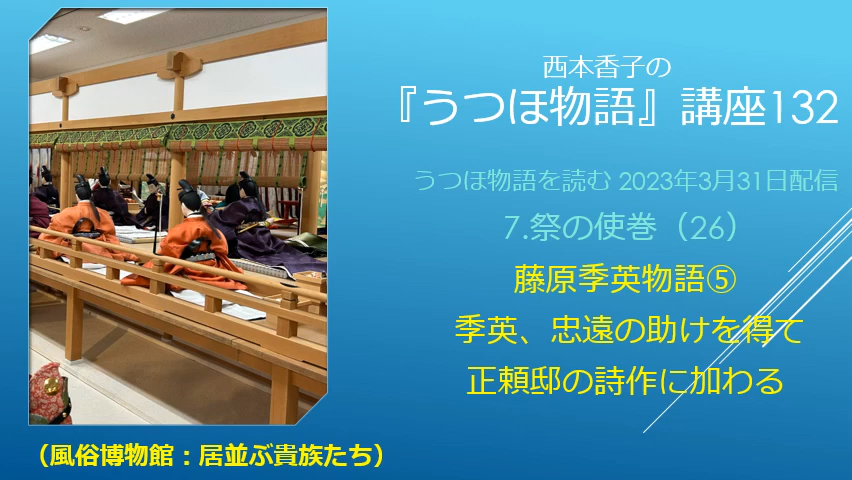 西本香子の
『うつほ物語』講座132
うつほ物語を読む 2023年3月31日配信
7.祭の使巻（26）
藤原季英物語⑤
季英、忠遠の助けを得て
正頼邸の詩作に加わる
（風俗博物館：居並ぶ貴族たち）